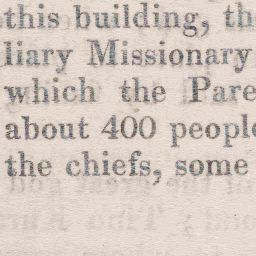 this building, th
liary Missionary
which the Pare
about 400 people
the chiefs, some